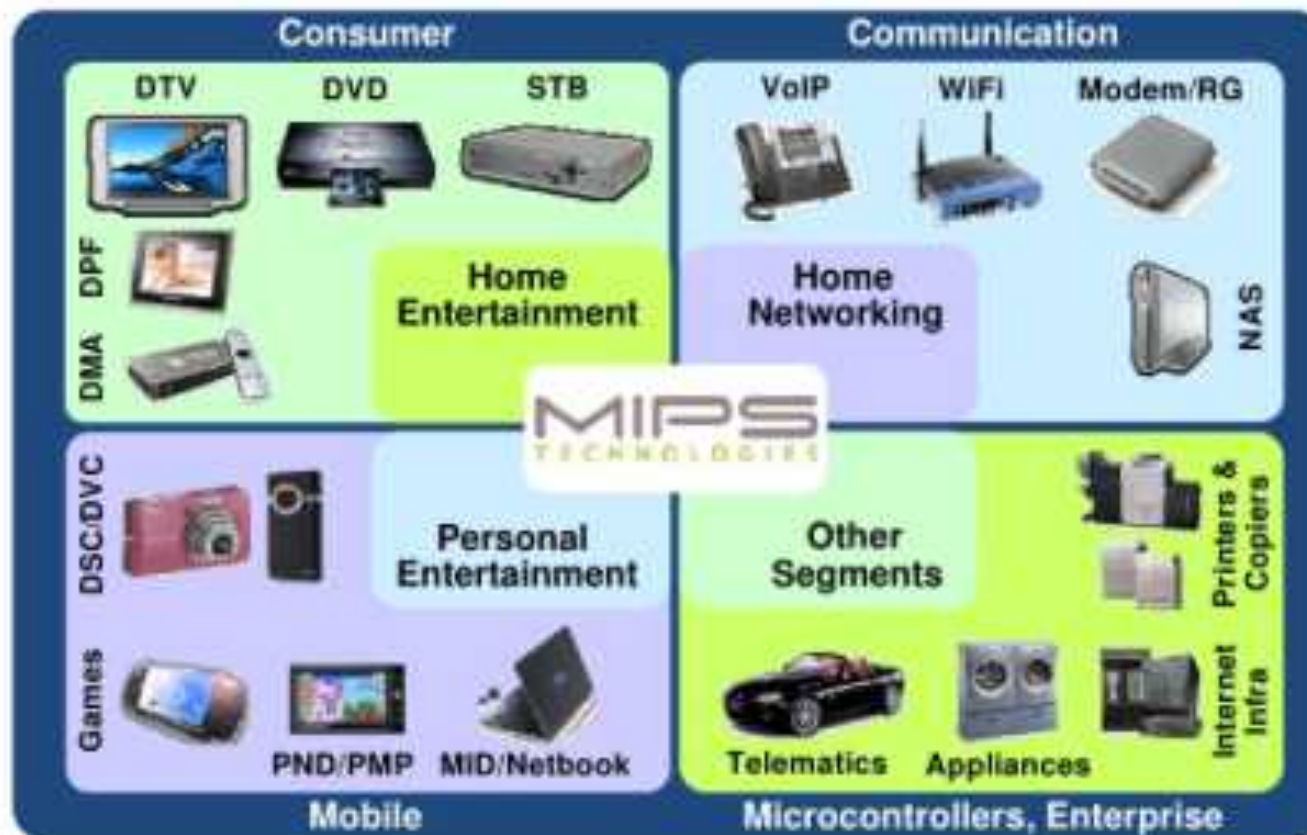 Consumer
Communication
DTV
DVD
STB
VoIP
WiFi
Modem/RG
DPF
DMA
Home
Entertainment
Home
Networking
NAS
MIPS
TECHNOLOGIES
DSC/DVC
Games
Personal
Entertainment
PND/PMP
MID/Netbook
Other
Segments
Printers &
Copiers
Internet
Infra
Telematics
Appliances
Mobile
Microcontrollers, Enterprise